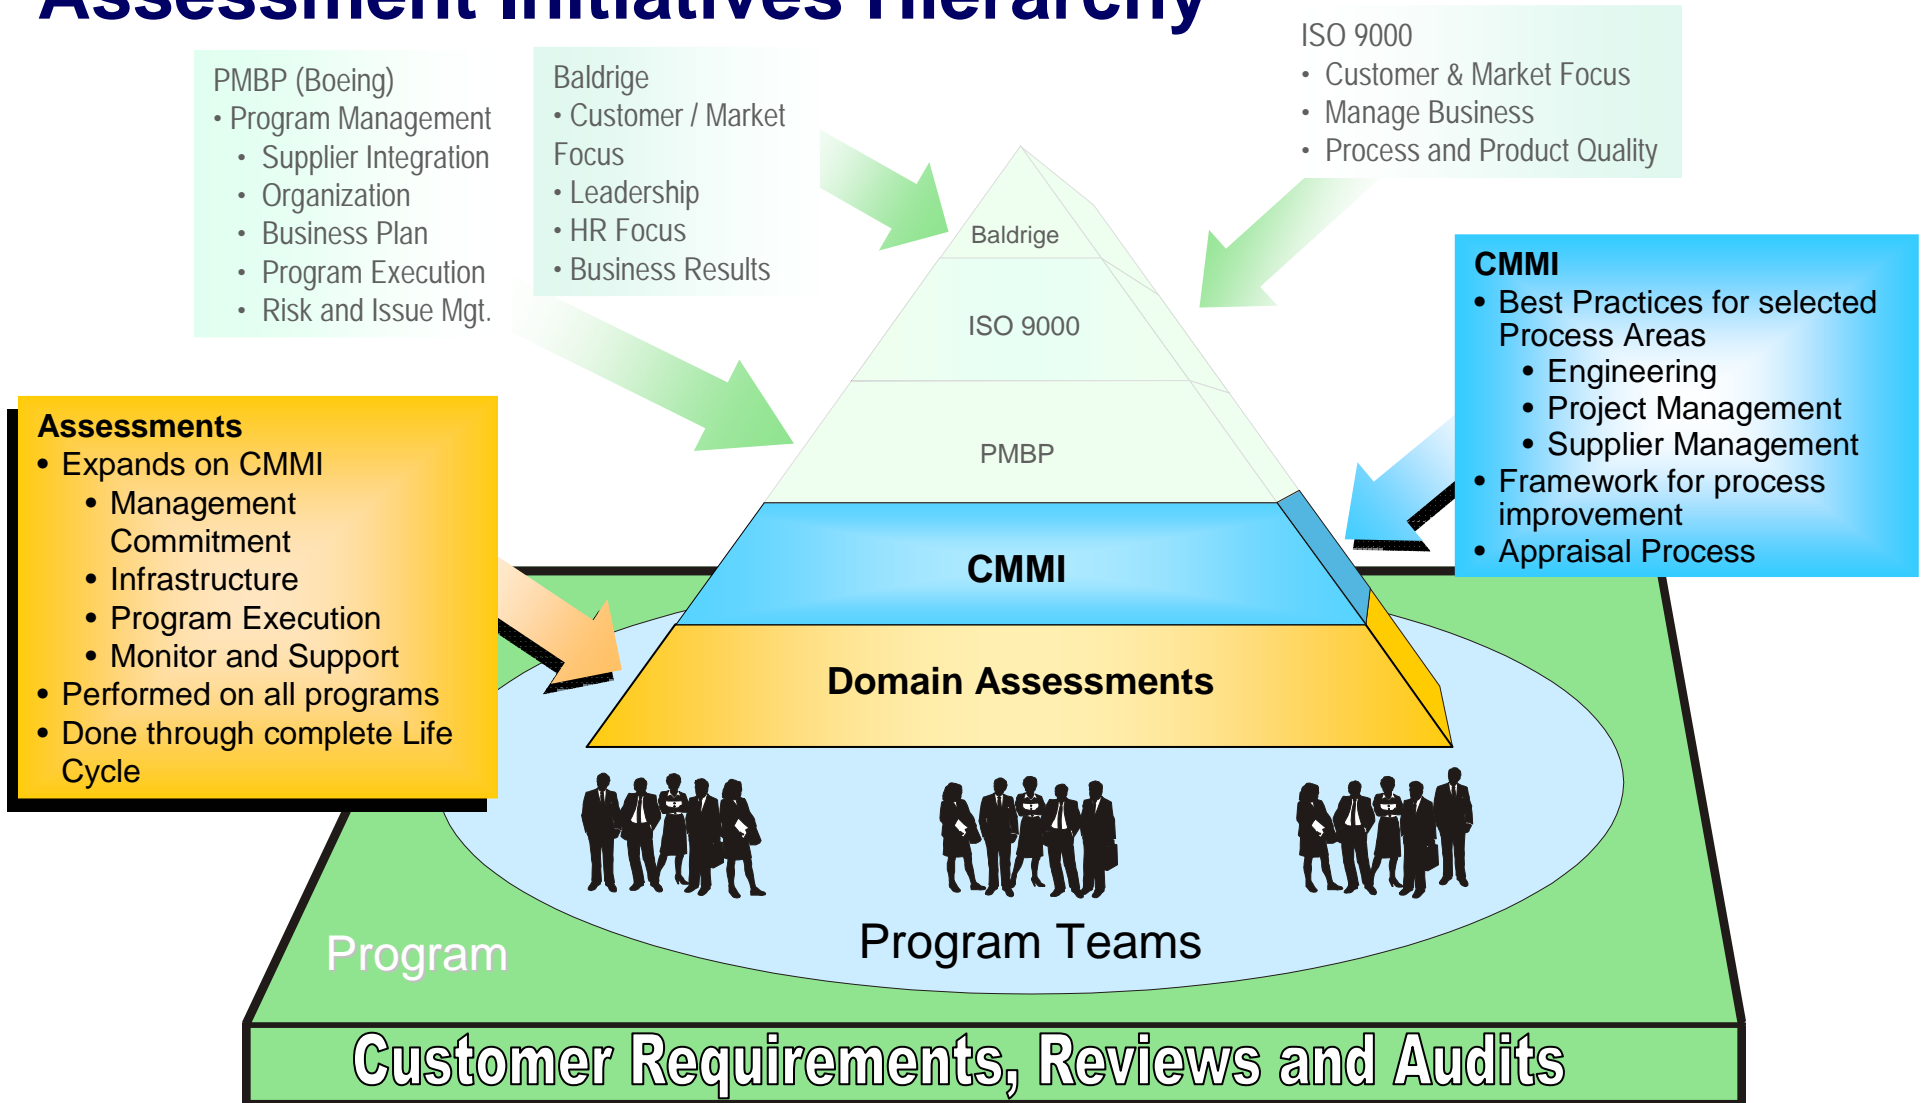 Assessment Initiatives Hierarchy
PMBP (Boeing)
• Program Management
• Supplier Integration
• Organization
• Business Plan
• Program Execution
• Risk and Issue Mgt.
Baldrige
• Customer / Market
Focus
• Leadership
• HR Focus
• Business Results
ISO 9000
• Customer & Market Focus
• Manage Business
• Process and Product Quality
Baldrige
ISO 9000
PMBP
CMMI
Domain Assessments
CMMI
• Best Practices for selected
Process Areas
• Engineering
• Project Management
• Supplier Management
• Framework for process
improvement
• Appraisal Process
Assessments
• Expands on CMMI
• Management
Commitment
• Infrastructure
• Program Execution
• Monitor and Support
• Performed on all programs
• Done through complete Life
Cycle
Program Teams
Program
Customer Requirements, Reviews and Audits